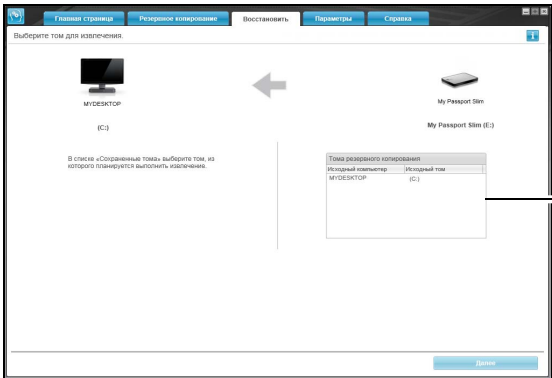 Главная страница
Резервное копирование
Восстановить
Параметры
Справка
Выберите том для извлечения.
i
MYDESKTOP
My Passport Slim
(C:)
My Passport Slim (E:)
В списке «Сохраненные тома» выберите том, из
которого планируется выполнить извлечение.
Тома резервного копирования
Исходный компьютер
Исходный том
MYDESKTOP
(C:)
Далее